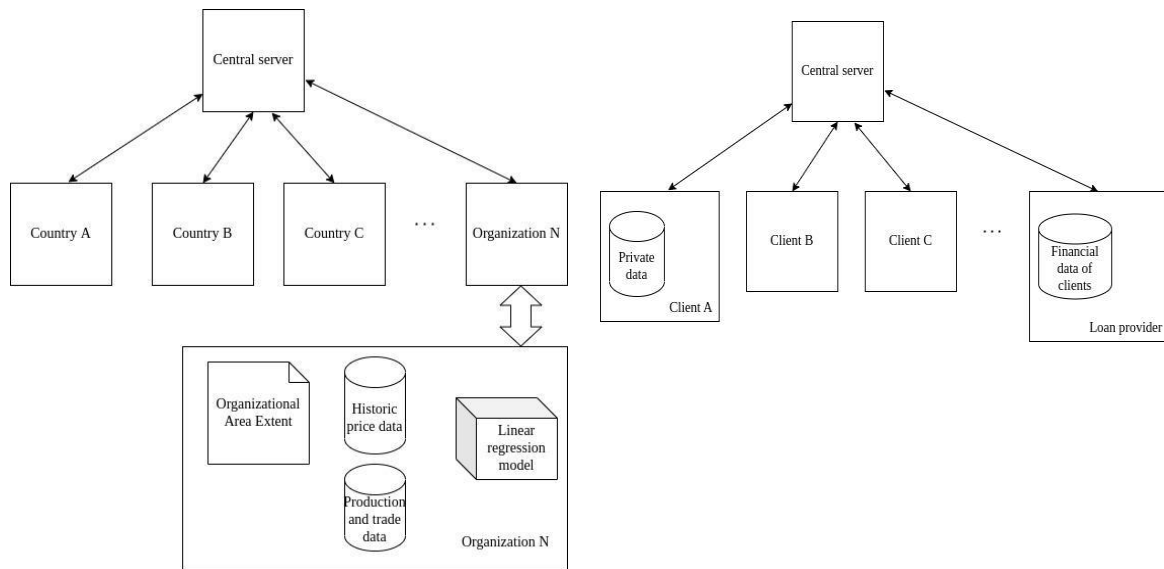 Central server
Country A
Country B
Country C
...
Organization N
Organizational
Area Extent
Historic
price data
Linear
regression
model
Production
and trade
data
Organization N
Central server
Private
data
Client A
Client B
Client C
...
Financial
data of
clients
Loan provider